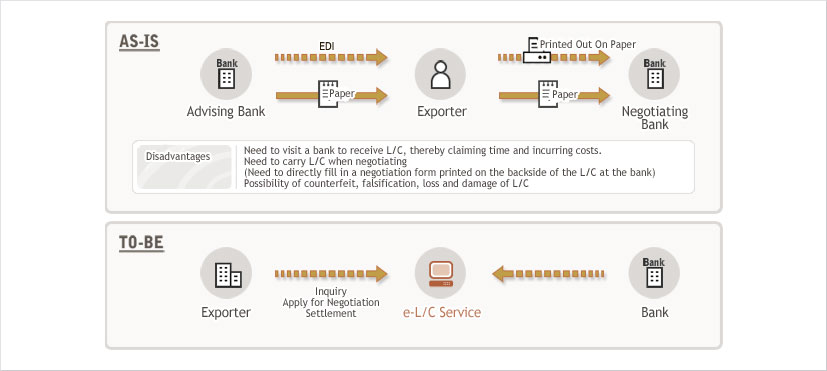 AS-IS
EDI
Printed Out On Paper
Bank
Bank
Paper
Paper
Advising Bank
Exporter
Negotiating
Bank
Disadvantages
Need to visit a bank to receive L/C, thereby claiming time and incurring costs.
Need to carry L/C when negotiating
(Need to directly fill in a negotiation form printed on the backside of the L/C at the bank)
Possibility of counterfeit, falsification, loss and damage of L/C
TO-BE
Bank
Inquiry
Apply for Negotiation
Settlement
Exporter
e-L/C Service
Bank